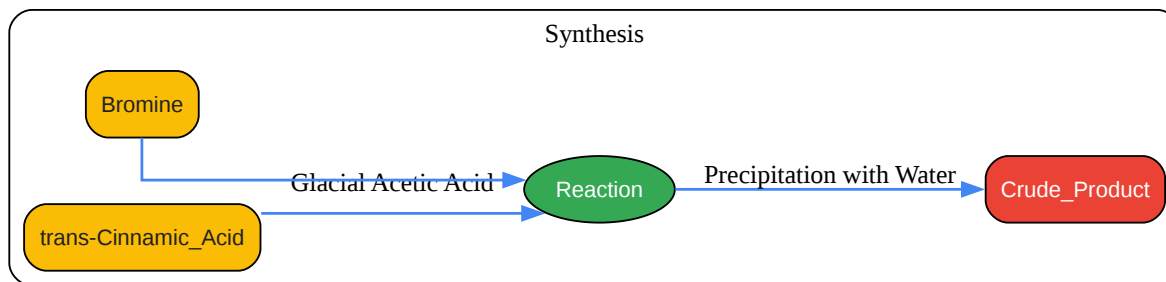 Synthesis
Bromine
Glacial Acetic Acid
Reaction
Precipitation with Water
Crude_Product
trans-Cinnamic_Acid